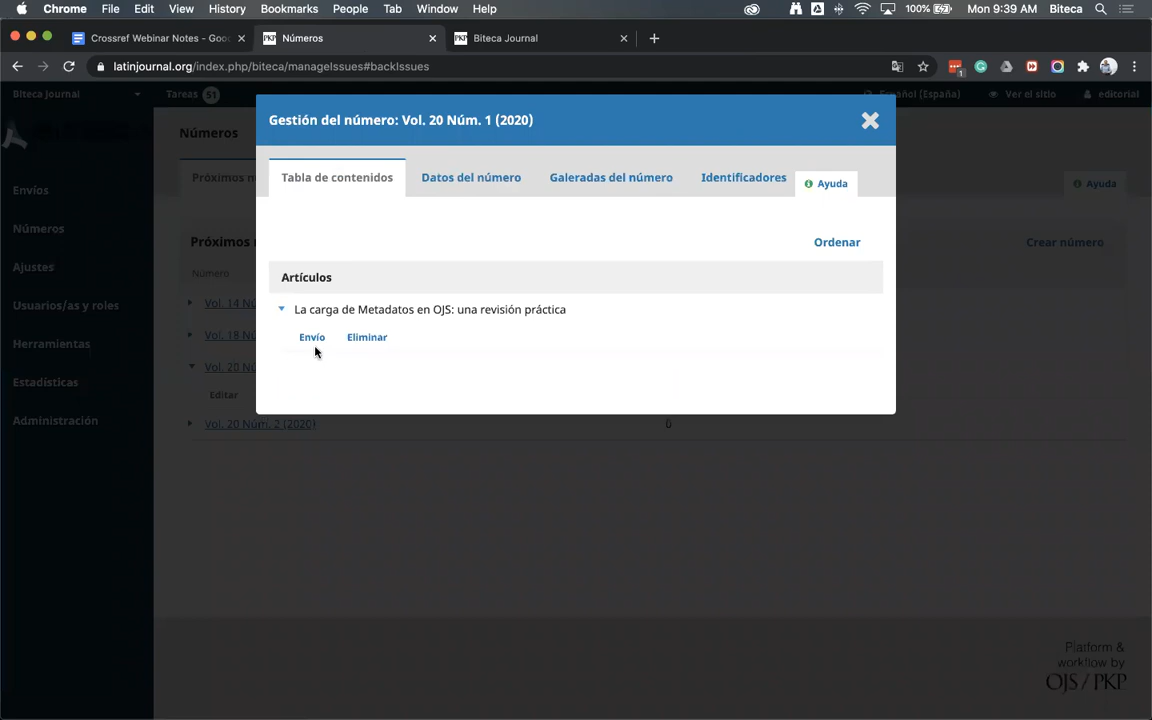 Chrome File Edit View History Bookmarks People Tab Window Help 100% Mon 9:39 AM Biteca
Crossref Webinar Notes - Goo
PKP Números
PKP Biteca Journal
latinjournal.org/index.php/biteca/manageIssues#backIssues
Biteca Journal Tareas 51 Español (España) Ver el sitio editorial
Gestión del número: Vol. 20 Núm. 1 (2020)
Números
Próximos n
Tabla de contenidos Datos del número Galeradas del número Identificadores Ayuda
Ayuda
Envíos
Números
Ajustes
Usuarios/as y roles
Herramientas
Estadísticas
Administración
Próximos
Ordenar
Crear número
Numero
Artículos
Vol. 14 Nú
La carga de Metadatos en OJS: una revisión práctica
Vol. 18 Nú
Envío Eliminar
Vol. 20 Nú
Editar
Vol. 20 Núm. 2 (2020) 0
Platform &
workflow by
OJS / PKP